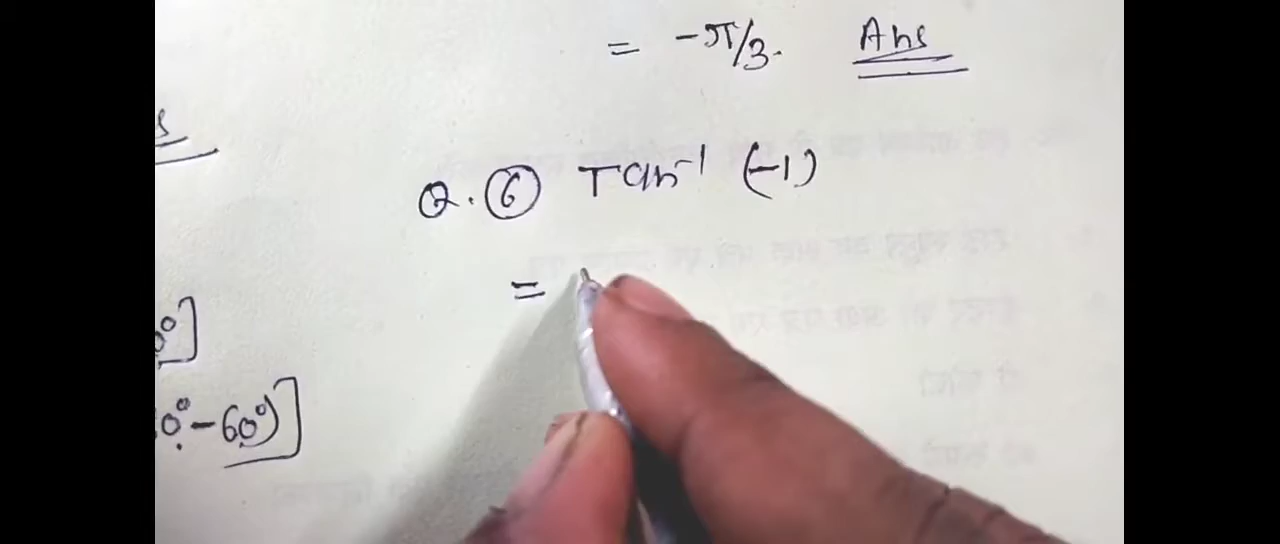 = -π/3. Ans
Q. ⑥ Tan⁻¹ (-1)
=
0°]
0° - 60°)]